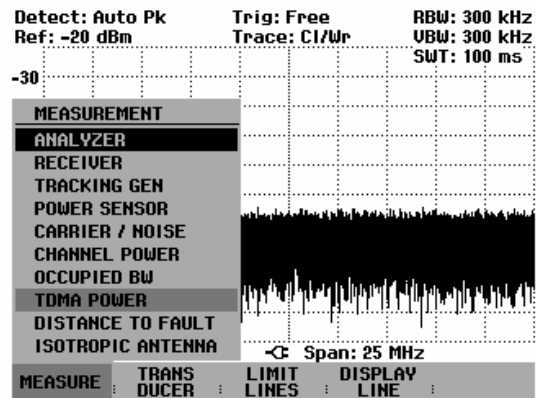 Detect: Auto Pk Trig: Free RBW: 300 kHz
Ref: -20 dBm Trace: Cl/Wr VBW: 300 kHz
SWT: 100 ms
-30
MEASUREMENT
ANALYZER
RECEIVER
TRACKING GEN
POWER SENSOR
CARRIER / NOISE
CHANNEL POWER
OCCUPIED BW
TDMA POWER
DISTANCE TO FAULT
ISOTROPIC ANTENNA
Span: 25 MHz
MEASURE TRANS LIMIT DISPLAY
DUCER LINES LINE